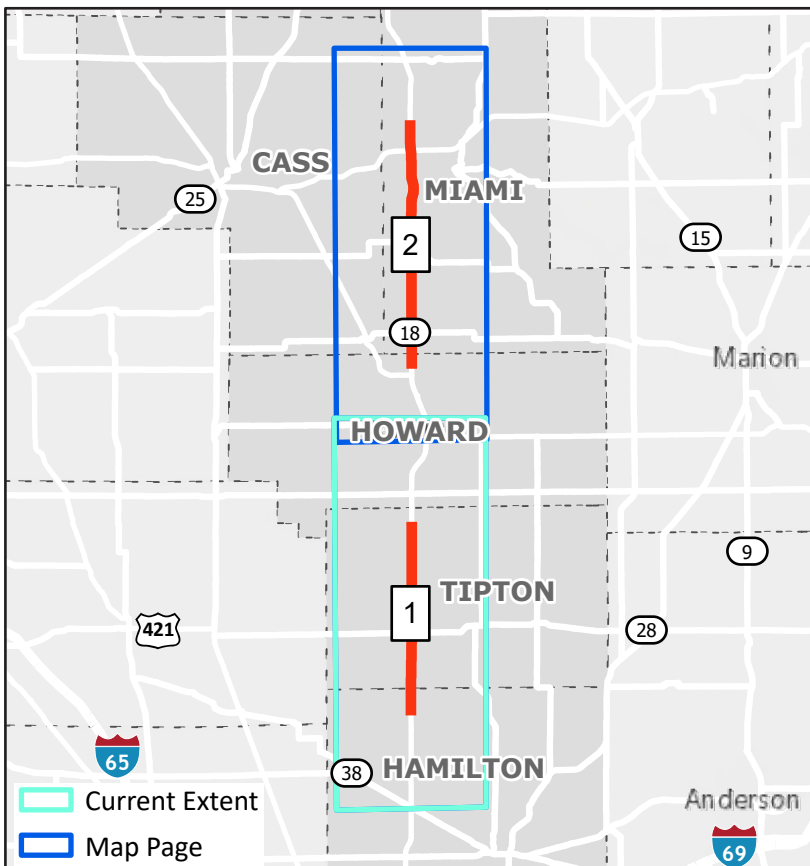 CASS
MIAMI
25
2
15
18
Marion
HOWARD
9
TIPTON
1
421
28
65
38
HAMILTON
Current Extent
Anderson
Map Page
69